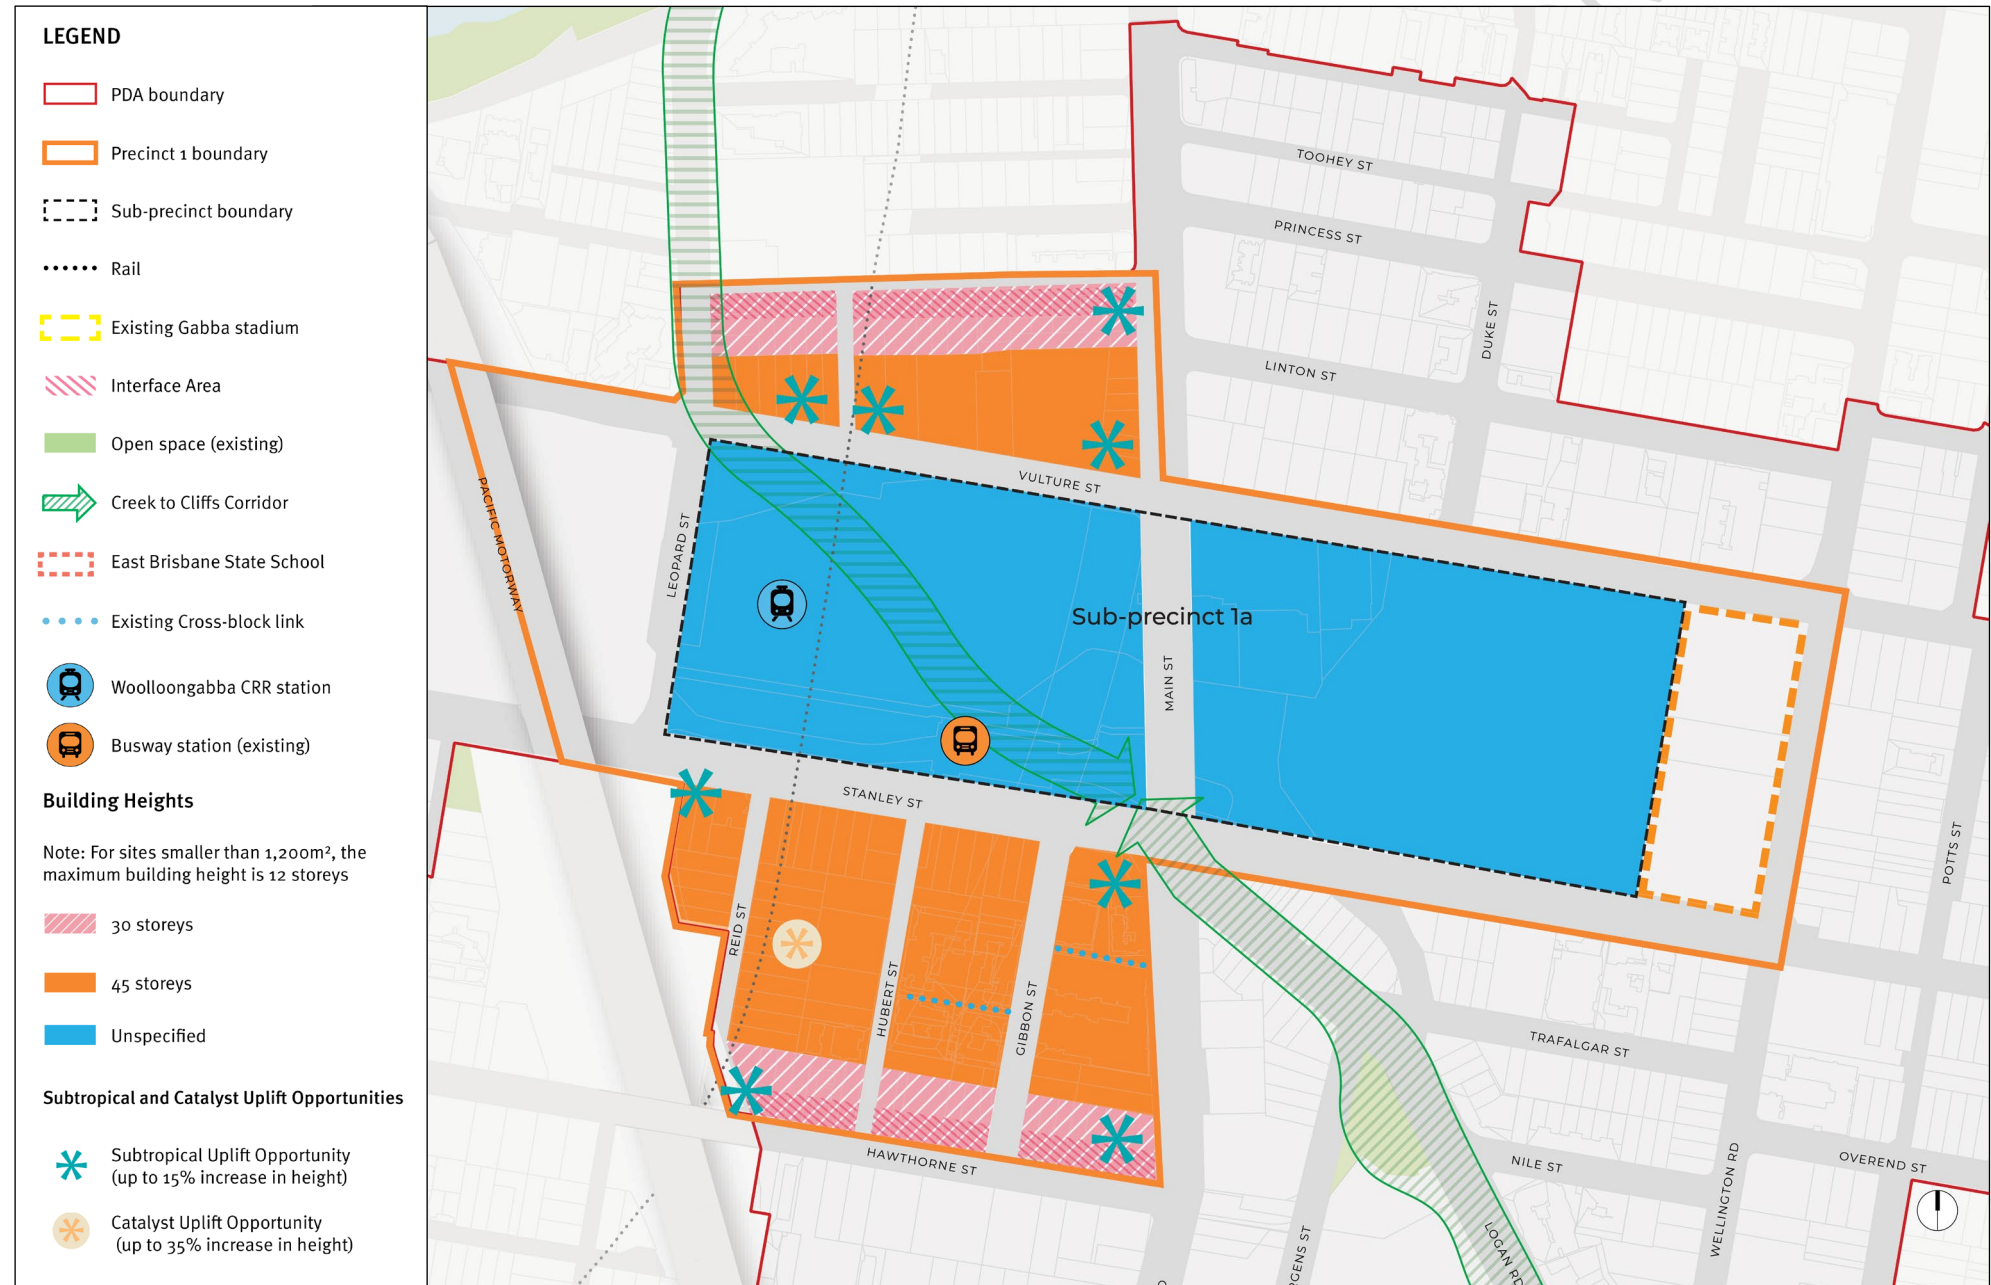 LEGEND
PDA boundary
Precinct 1 boundary
Sub-precinct boundary
Rail
Existing Gabba stadium
Interface Area
Open space (existing)
Creek to Cliffs Corridor
East Brisbane State School
Existing Cross-block link
Woolloongabba CRR station
Busway station (existing)
Building Heights
Note: For sites smaller than 1,200m², the
maximum building height is 12 storeys
30 storeys
45 storeys
Unspecified
Subtropical and Catalyst Uplift Opportunities
Subtropical Uplift Opportunity
(up to 15% increase in height)
Catalyst Uplift Opportunity
(up to 35% increase in height)
TOOHEY ST
PRINCESS ST
DUKE ST
LINTON ST
VULTURE ST
PACIFIC MOTORWAY
LEOPARD ST
Sub-precinct 1a
MAIN ST
STANLEY ST
POTTS ST
REID ST
HUBERT ST
GIBBON ST
TRAFALGAR ST
HAWTHORNE ST
NILE ST
OVEREND ST
WELLINGTON RD
LOGAN RD
RGENS ST